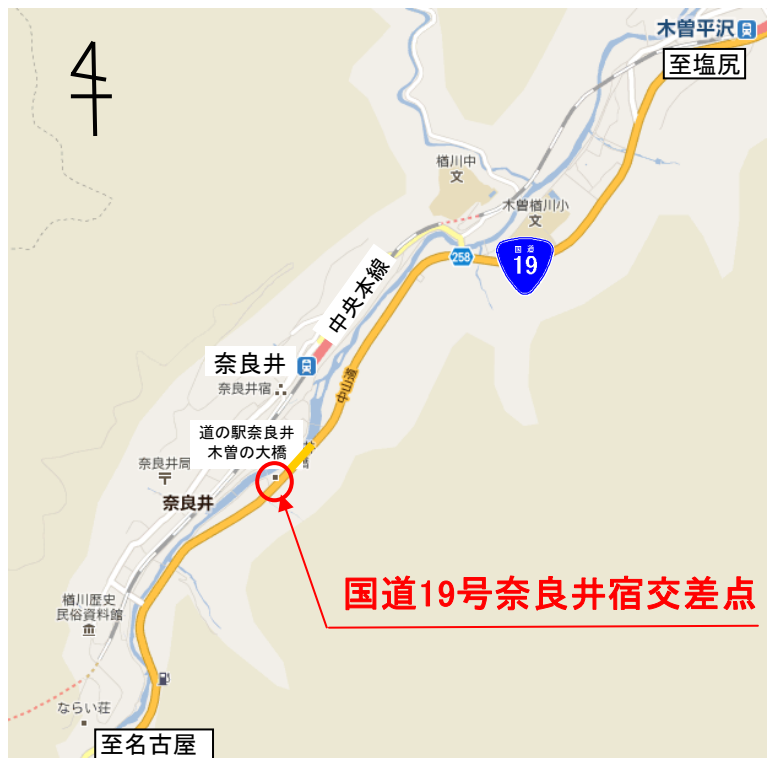 木曽平沢
至塩尻
楢川中
文
木曽楢川小
文
国道
19
258
中央本線
奈良井
奈良井宿
中山道
道の駅奈良井
木曽の大橋
奈良井局
奈良井
国道19号奈良井宿交差点
楢川歴史
民俗資料館
ならい荘
至名古屋